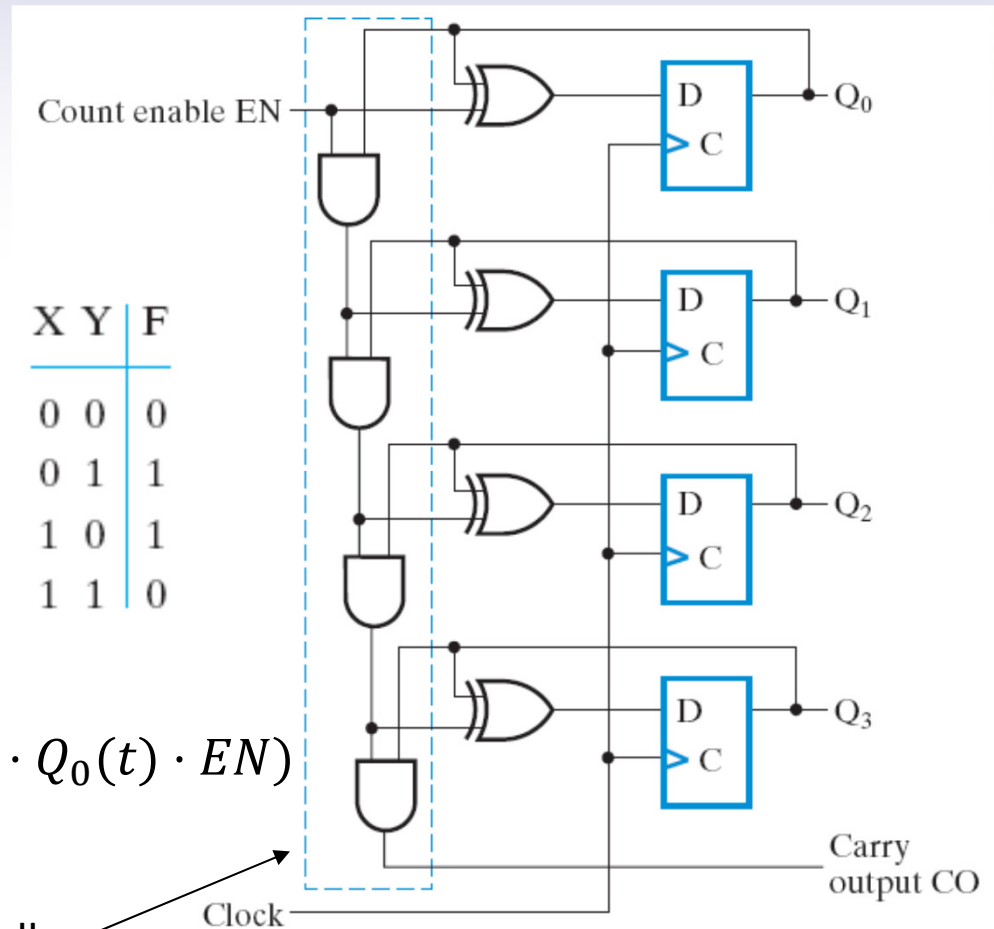 Count enable EN
D
Q₀
C
D
Q₁
C
X Y F
0 0 0
0 1 1
1 0 1
1 1 0
D
Q₂
C
D
Q₃
C
· Q₀(t) · EN)
Carry
output CO
Clock